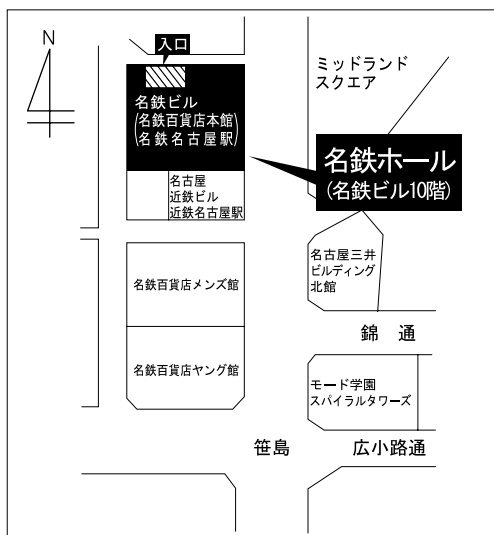 N
入口
ミッドランド
スクエア
名鉄ビル
(名鉄百貨店本館)
(名鉄名古屋駅)
名鉄ホール
(名鉄ビル10階)
名古屋
近鉄ビル
近鉄名古屋駅
名古屋三井
ビルディング
北館
名鉄百貨店メンズ館
錦通
名鉄百貨店ヤング館
モード学園
スパイラルタワーズ
笹島
広小路通